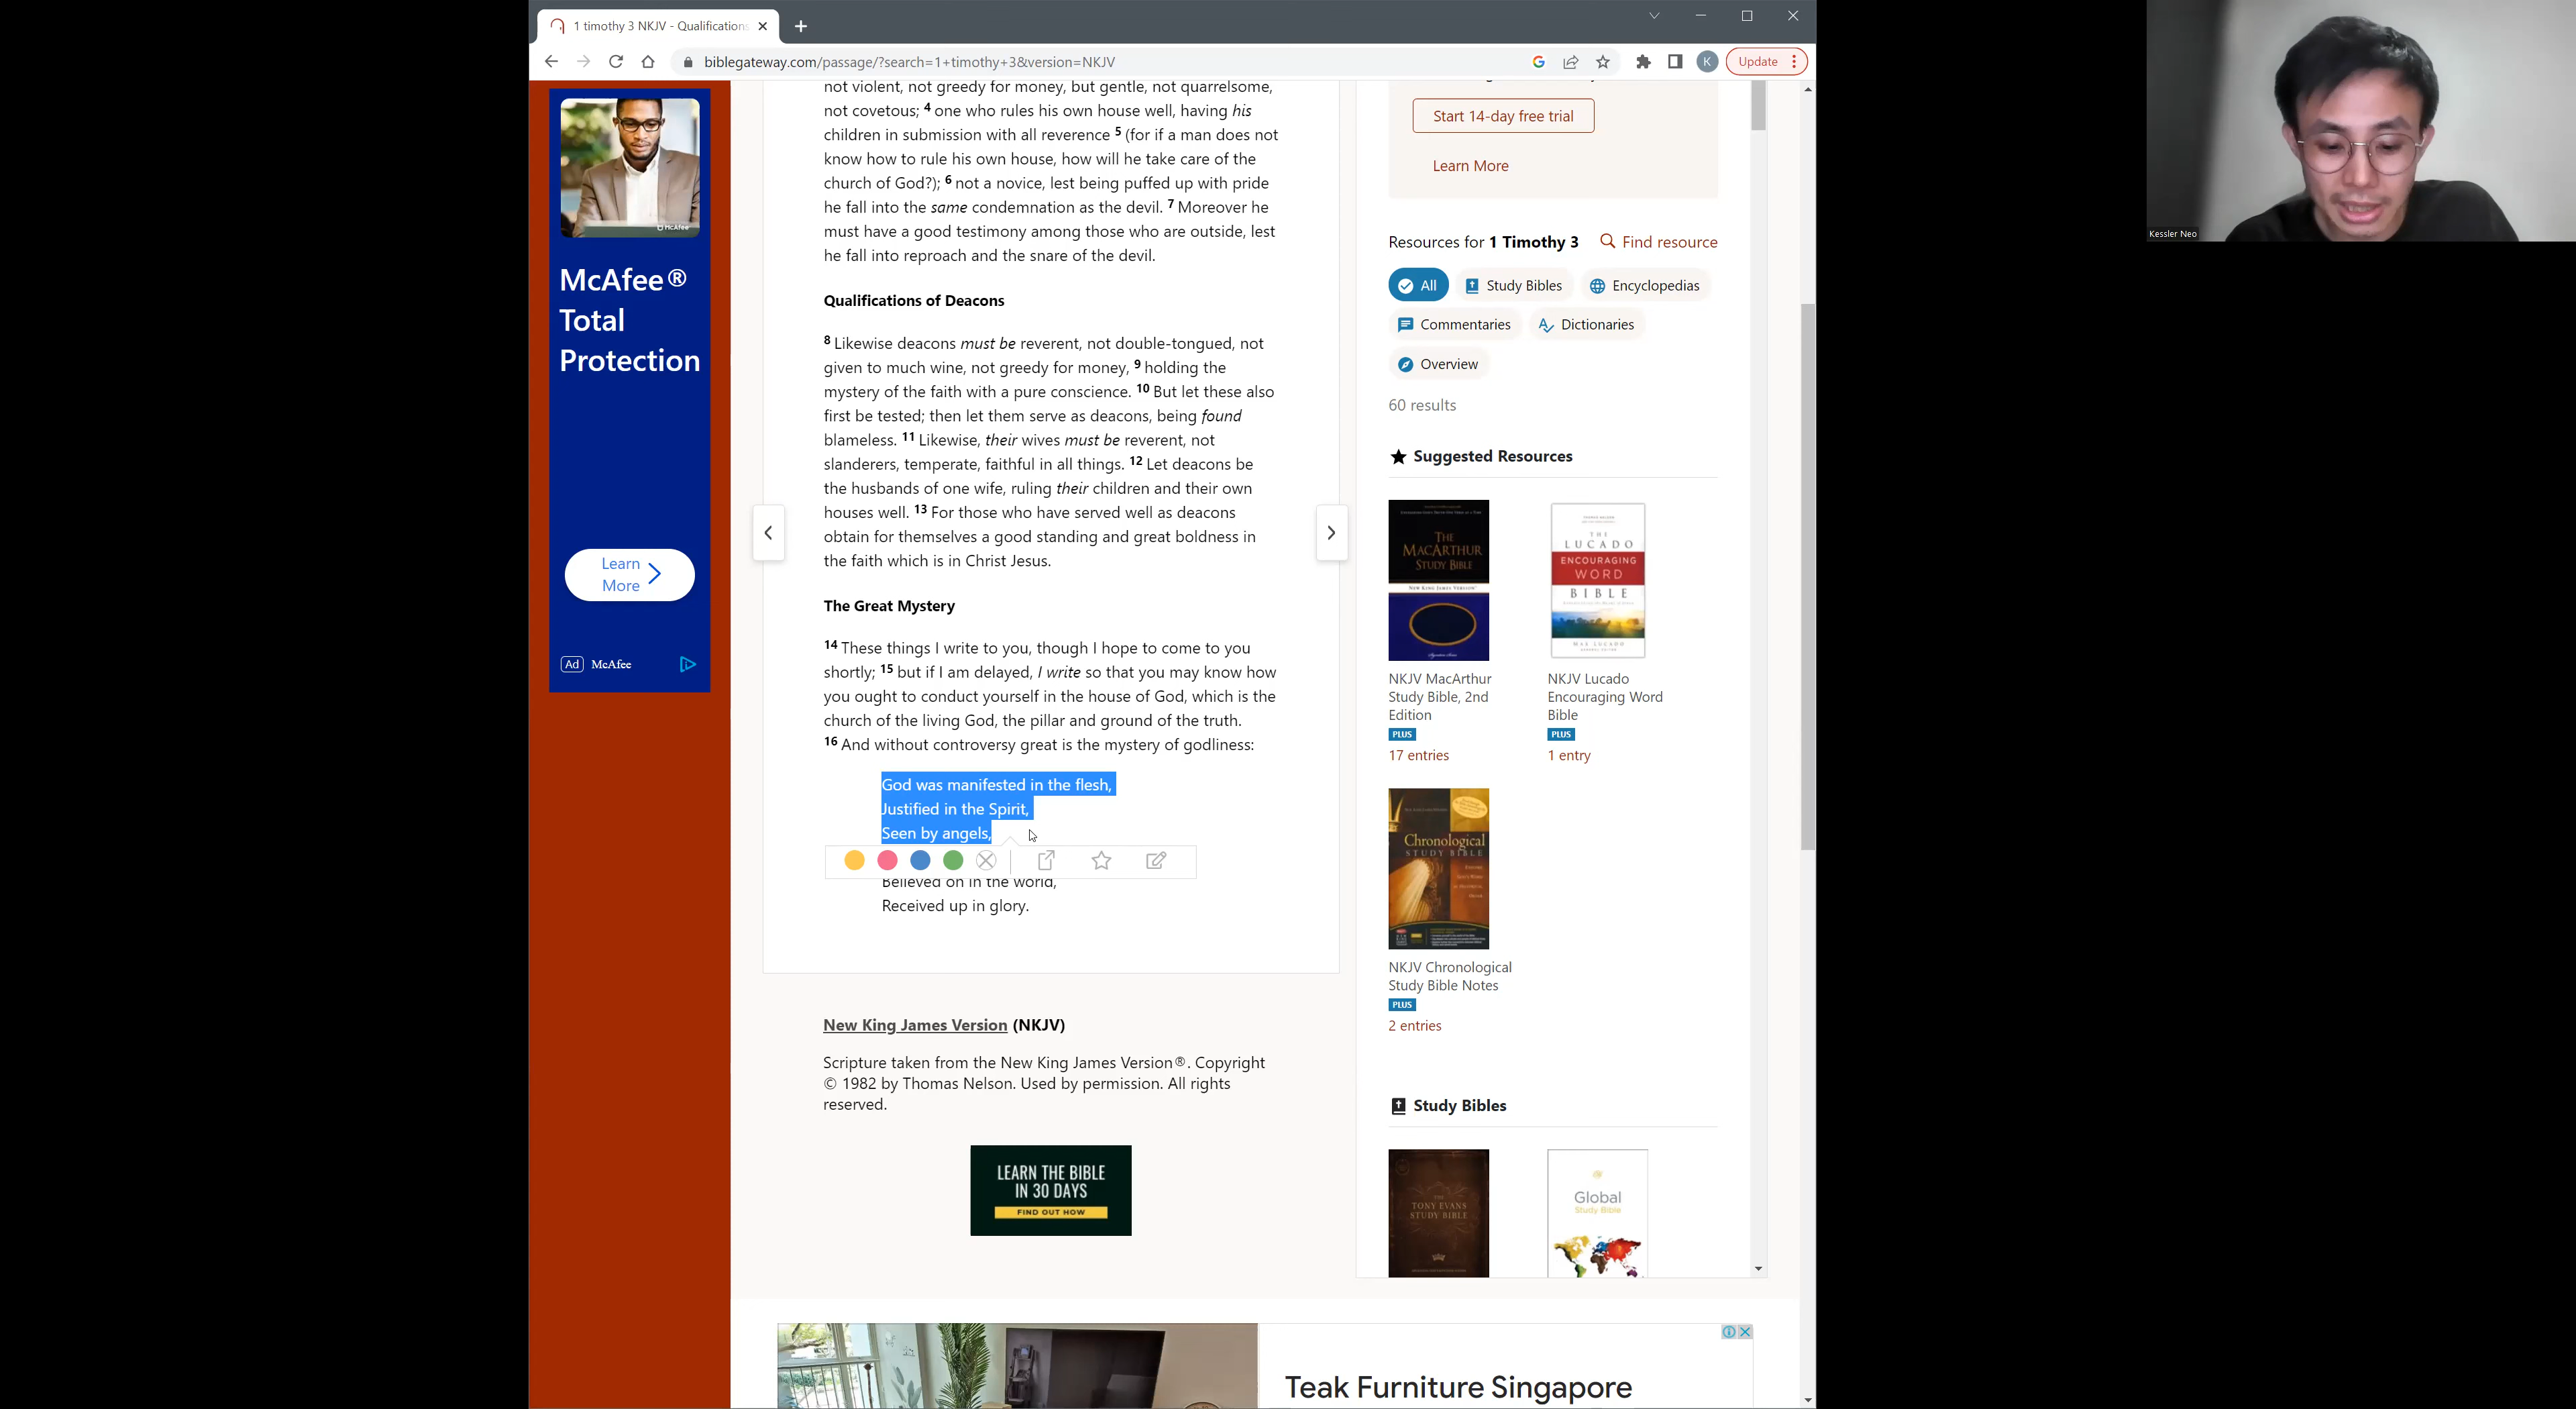 1 timothy 3 NKJV - Qualifications
biblegateway.com/passage/?search=1+timothy+3&version=NKJV
K
Update
McAfee
McAfee®
Total
Protection
Learn
More
Ad McAfee
not violent, not greedy for money, but gentle, not quarrelsome,
not covetous; 4 one who rules his own house well, having his
children in submission with all reverence 5 (for if a man does not
know how to rule his own house, how will he take care of the
church of God?); 6 not a novice, lest being puffed up with pride
he fall into the same condemnation as the devil. 7 Moreover he
must have a good testimony among those who are outside, lest
he fall into reproach and the snare of the devil.
Qualifications of Deacons
8 Likewise deacons must be reverent, not double-tongued, not
given to much wine, not greedy for money, 9 holding the
mystery of the faith with a pure conscience. 10 But let these also
first be tested; then let them serve as deacons, being found
blameless. 11 Likewise, their wives must be reverent, not
slanderers, temperate, faithful in all things. 12 Let deacons be
the husbands of one wife, ruling their children and their own
houses well. 13 For those who have served well as deacons
obtain for themselves a good standing and great boldness in
the faith which is in Christ Jesus.
The Great Mystery
14 These things I write to you, though I hope to come to you
shortly; 15 but if I am delayed, I write so that you may know how
you ought to conduct yourself in the house of God, which is the
church of the living God, the pillar and ground of the truth.
16 And without controversy great is the mystery of godliness:
God was manifested in the flesh,
Justified in the Spirit,
Seen by angels,
Believed on in the world,
Received up in glory.
New King James Version (NKJV)
Scripture taken from the New King James Version®. Copyright
© 1982 by Thomas Nelson. Used by permission. All rights
reserved.
LEARN THE BIBLE
IN 30 DAYS
FIND OUT HOW
Start 14-day free trial
Learn More
Resources for 1 Timothy 3 Find resource
All Study Bibles Encyclopedias
Commentaries Dictionaries
Overview
60 results
Suggested Resources
THE
MACARTHUR
STUDY BIBLE
NEW KING JAMES VERSION
THE
LUCADO
ENCOURAGING
WORD
BIBLE
MAX LUCADO
GENERAL EDITOR
NKJV MacArthur
Study Bible, 2nd
Edition
PLUS
17 entries
NKJV Lucado
Encouraging Word
Bible
PLUS
1 entry
Chronological
STUDY BIBLE
NKJV Chronological
Study Bible Notes
PLUS
2 entries
Study Bibles
THE
TONY EVANS
STUDY BIBLE
Global
Study Bible
Teak Furniture Singapore
Kessler Neo